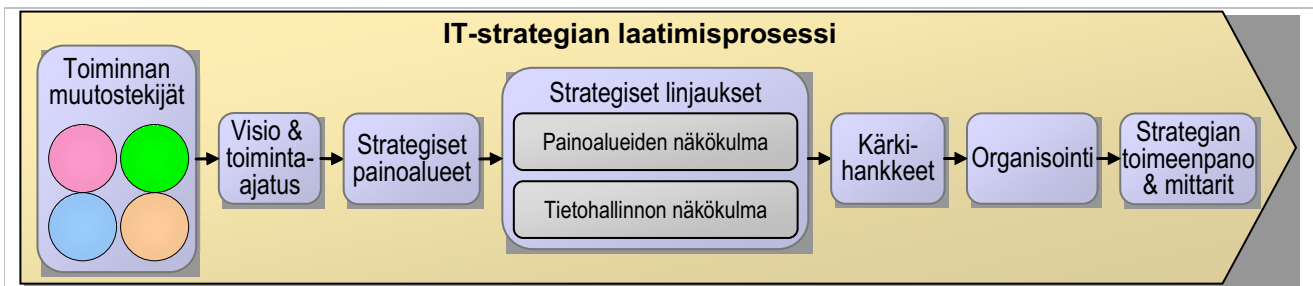 IT-strategian laatimisprosessi
Toiminnan
muutostekijät
Visio &
toiminta-
ajatus
Strategiset
painoalueet
Strategiset linjaukset
Painoalueiden näkökulma
Tietohallinnon näkökulma
Kärki-
hankkeet
Organisointi
Strategian
toimeenpano
& mittarit